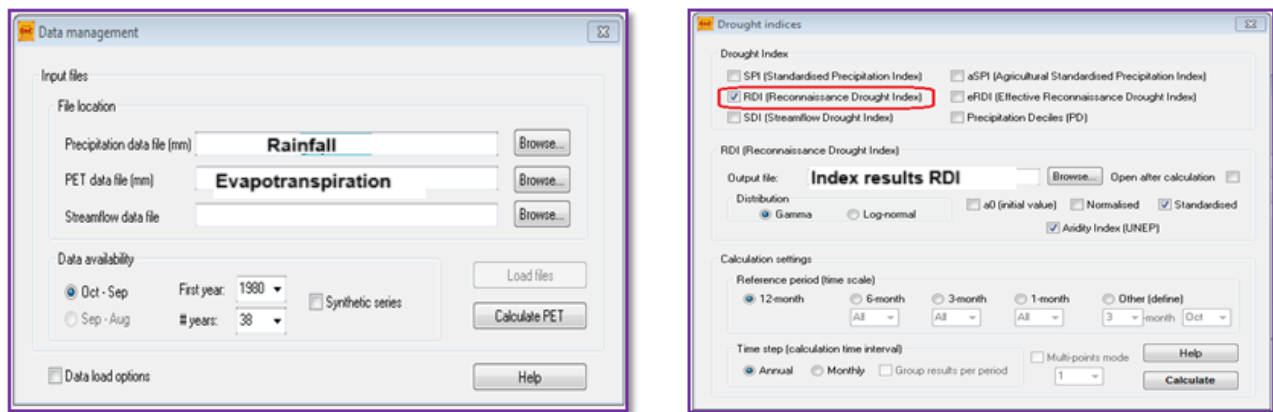 Data management
Input files
File location
Precipitation data file (mm) Rainfall Browse...
PET data file (mm) Evapotranspiration Browse...
Streamflow data file Browse...
Data availability
Oct - Sep First year: 1980 Synthetic series Load files
Sep - Aug # years: 38 Calculate PET
Data load options Help
Drought indices
Drought Index
SPI (Standardised Precipitation Index) aSPI (Agricultural Standardised Precipitation Index)
RDI (Reconnaissance Drought Index) eRDI (Effective Reconnaissance Drought Index)
SDI (Streamflow Drought Index) Precipitation Deciles (PD)
RDI (Reconnaissance Drought Index)
Output file: Index results RDI Browse... Open after calculation
Distribution
Gamma Log-normal a0 (initial value) Normalised Standardised
Aridity Index (UNEP)
Calculation settings
Reference period (time scale)
12-month 6-month 3-month 1-month Other (define)
All All All 3 -month Oct
Time step (calculation time interval)
Annual Monthly Group results per period Multi-points mode Help
1 Calculate